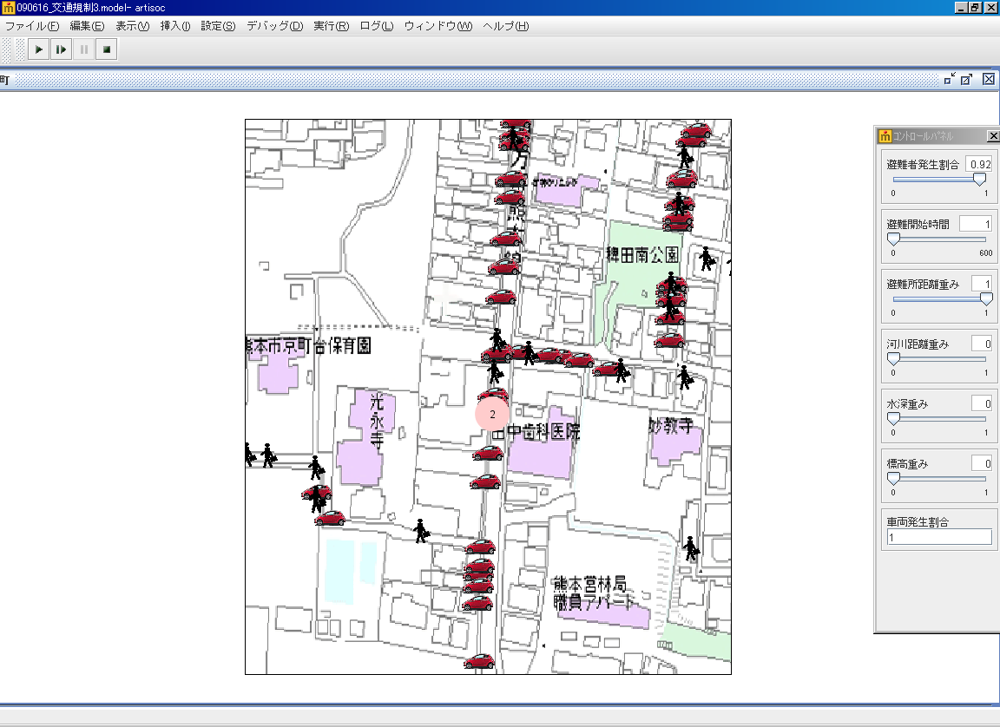 090616_交通規制3.model- artisoc
ファイル(F) 編集(E) 表示(V) 挿入(I) 設定(S) デバッグ(D) 実行(R) ログ(L) ウィンドウ(W) ヘルプ(H)
町
コントロールパネル
避難者発生割合 0.92
0 1
避難開始時間 1
0 600
避難所距離重み 1
0 1
河川距離重み 0
0 1
水深重み 0
0 1
標高重み 0
0 1
車両発生割合
1
熊
稗田南公園
熊本市京町台保育園
光永寺
2
田中歯科医院
妙教寺
熊本営林局
職員アパート